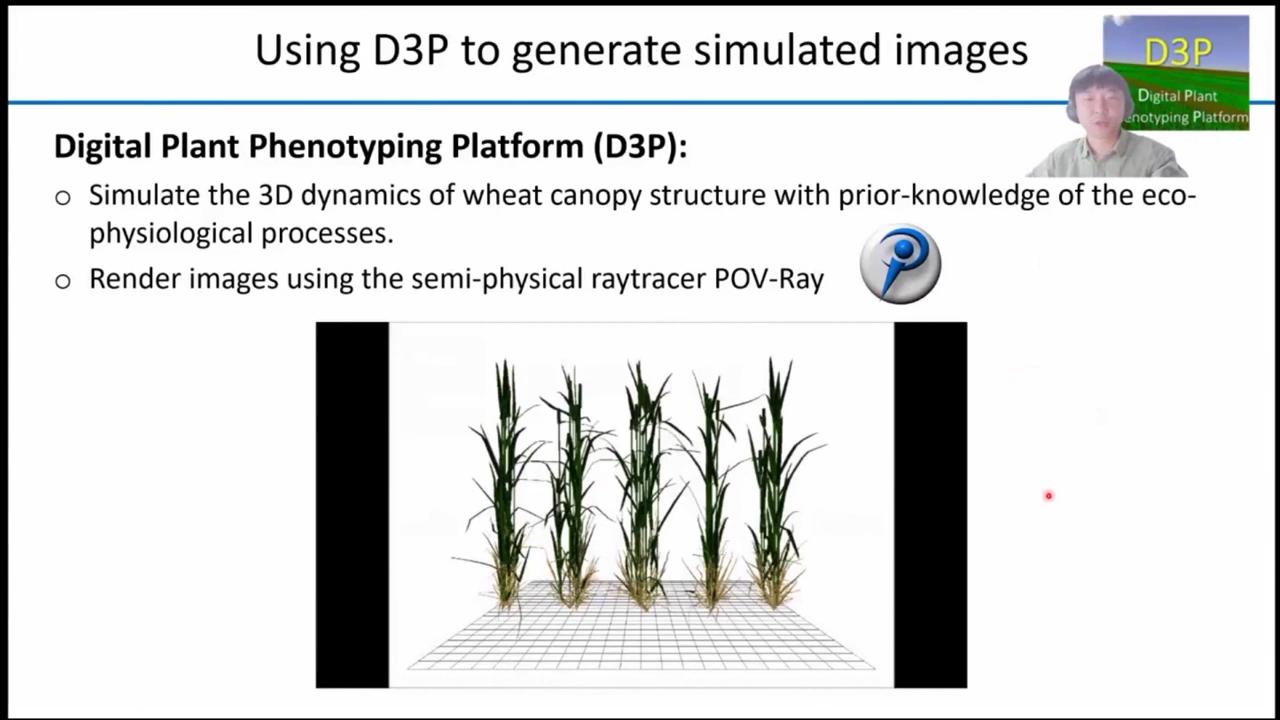 Using D3P to generate simulated images
D3P
Digital Plant
enotyping Platform
Digital Plant Phenotyping Platform (D3P):
o Simulate the 3D dynamics of wheat canopy structure with prior-knowledge of the eco-
physiological processes.
o Render images using the semi-physical raytracer POV-Ray